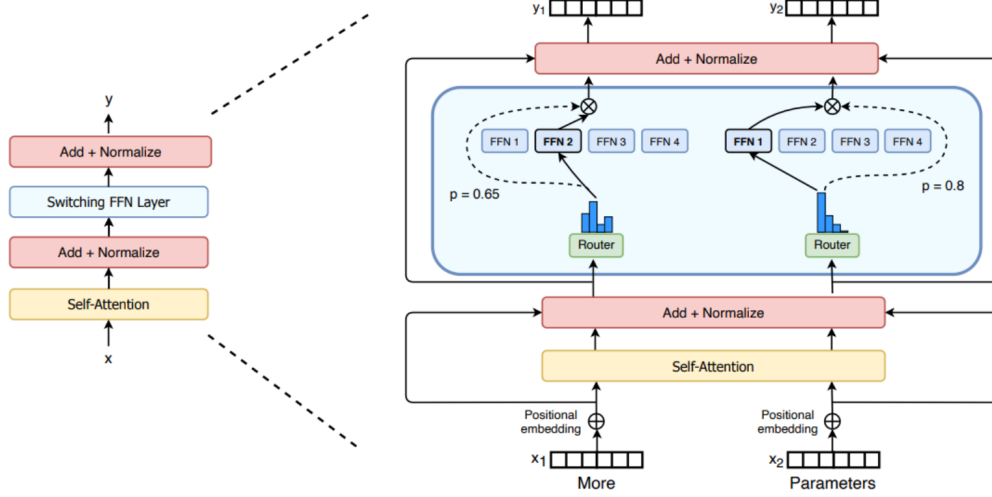 y
Add + Normalize
Switching FFN Layer
Add + Normalize
Self-Attention
x
y1 y2
Add + Normalize
FFN 1 FFN 2 FFN 3 FFN 4 FFN 1 FFN 2 FFN 3 FFN 4
p = 0.65 p = 0.8
Router Router
Add + Normalize
Self-Attention
Positional
embedding
Positional
embedding
x1 x2
More Parameters